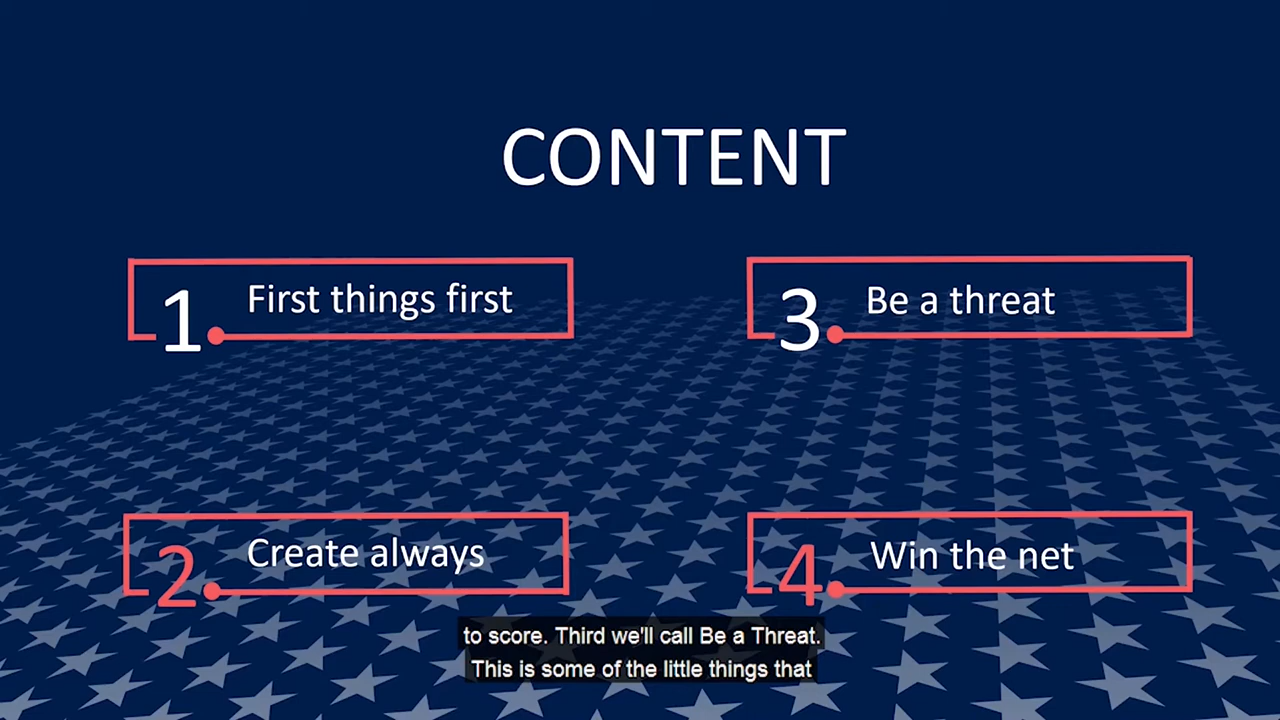 CONTENT
1 First things first
2 Create always
3 Be a threat
4 Win the net
to score. Third we'll call Be a Threat.
This is some of the little things that